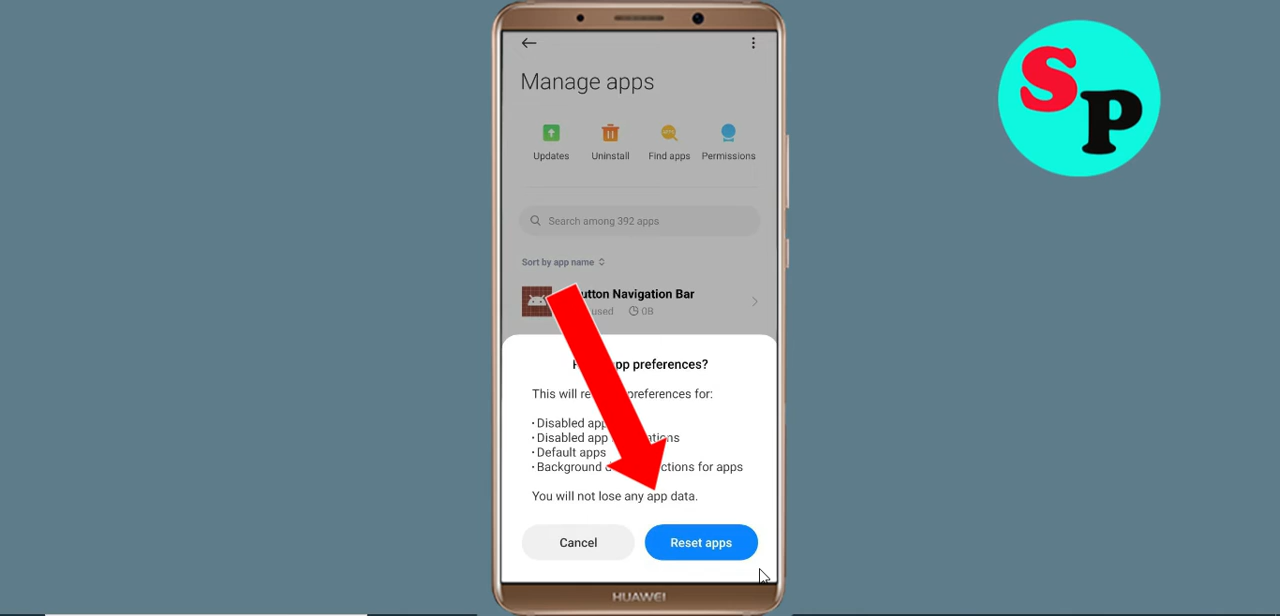 Manage apps
Updates Uninstall Find apps Permissions
Search among 392 apps
Sort by app name
utton Navigation Bar
used 0B
pp preferences?
This will re preferences for:
· Disabled app
· Disabled app tions
· Default apps
· Background d ctions for apps
You will not lose any app data.
Cancel Reset apps
HUAWEI
SP